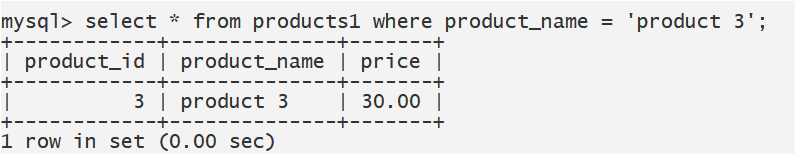 mysql> select * from products1 where product_name = 'product 3';
+------------+--------------+-------+
| product_id | product_name | price |
+------------+--------------+-------+
|          3 | product 3    | 30.00 |
+------------+--------------+-------+
1 row in set (0.00 sec)